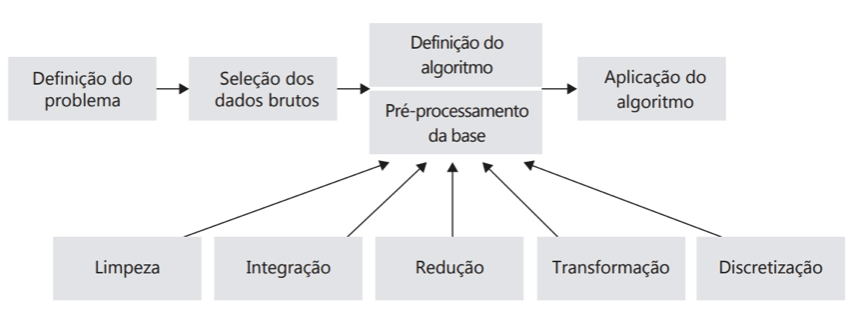 Definição do
problema
Seleção dos
dados brutos
Definição do
algoritmo
Pré-processamento
da base
Aplicação do
algoritmo
Limpeza
Integração
Redução
Transformação
Discretização